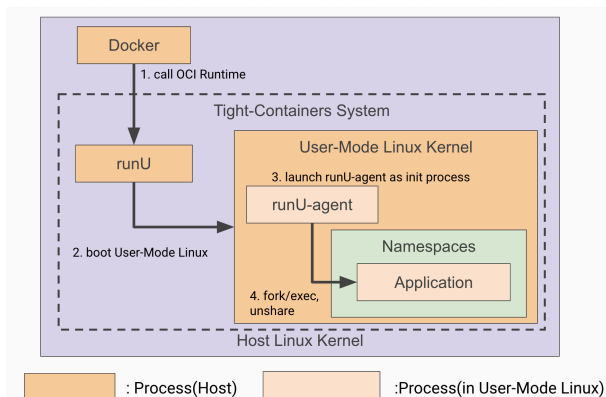 Docker
1. call OCI Runtime
Tight-Containers System
runU
User-Mode Linux Kernel
3. launch runU-agent as init process
runU-agent
2. boot User-Mode Linux
Namespaces
Application
4. fork/exec,
unshare
Host Linux Kernel
: Process(Host)
:Process(in User-Mode Linux)